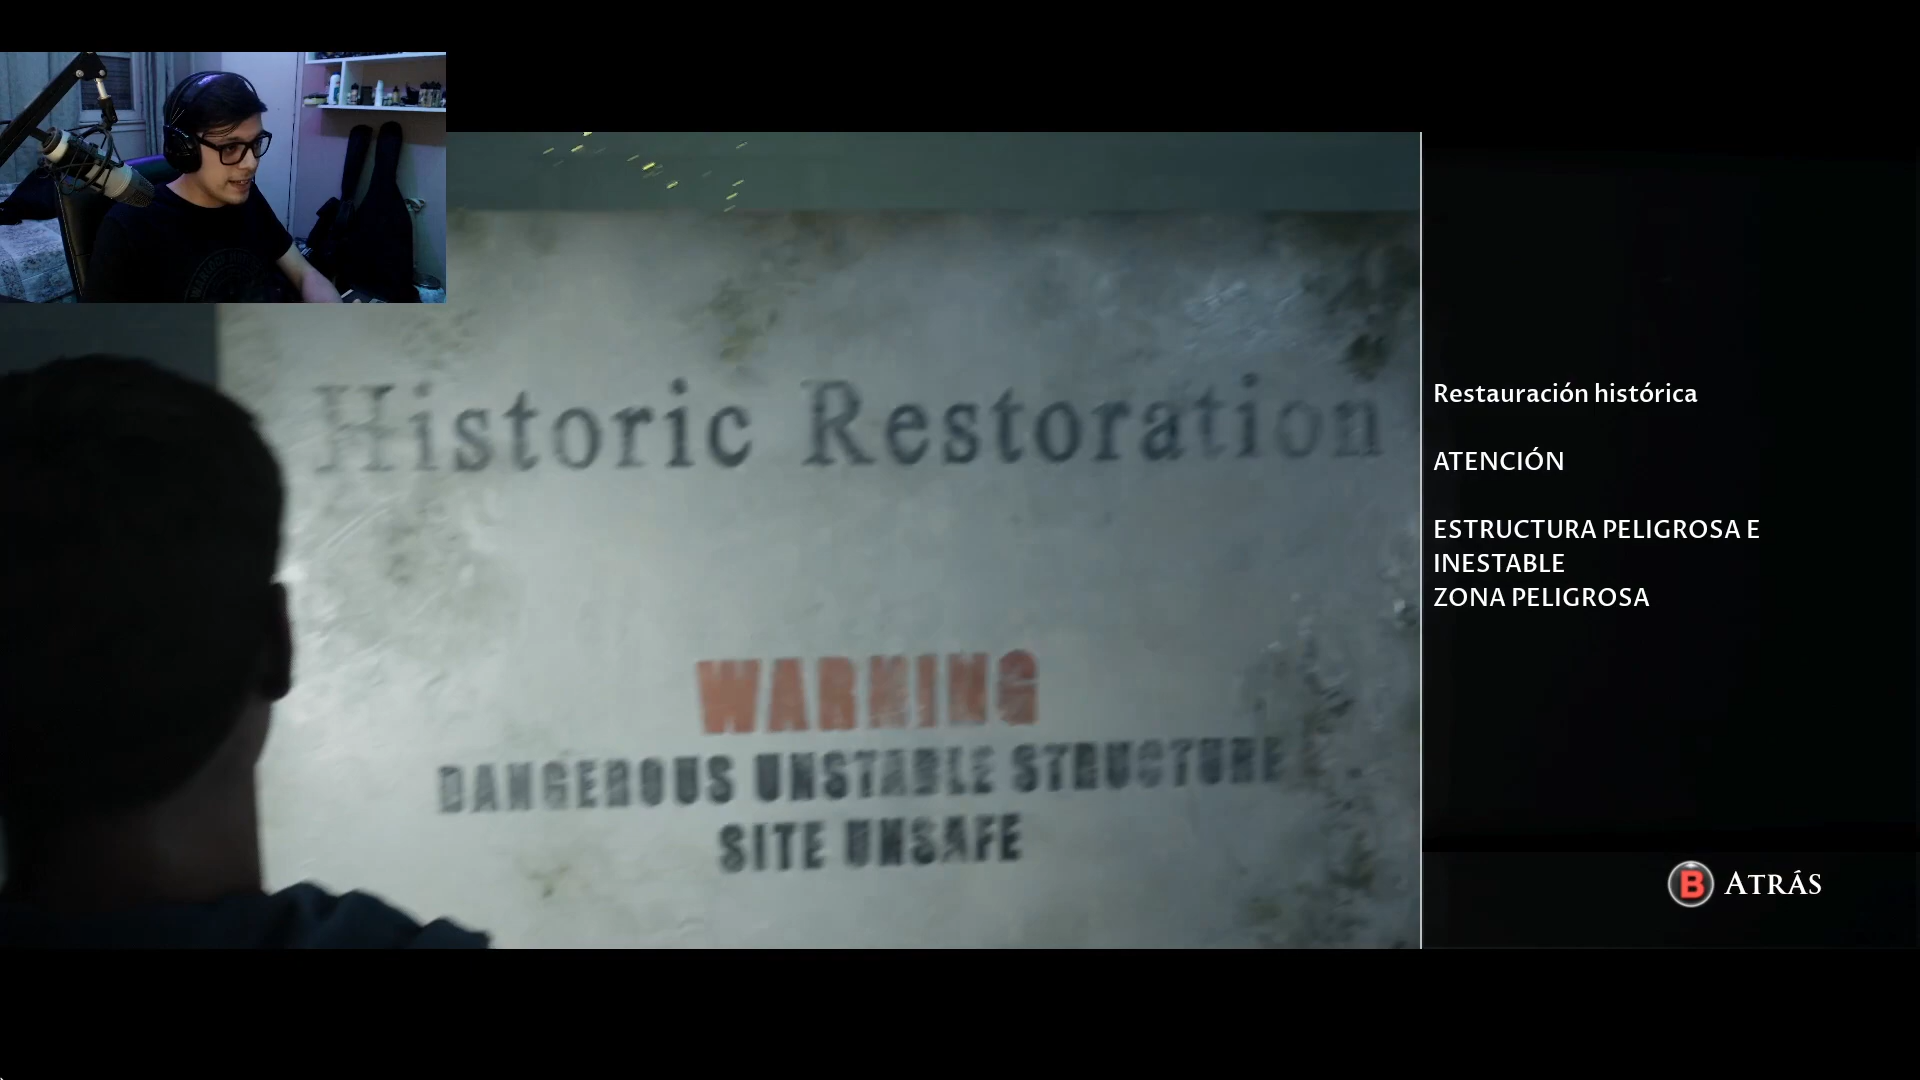 Historic Restoration
WARNING
DANGEROUS UNSTABLE STRUCTURE
SITE UNSAFE
Restauración histórica
ATENCIÓN
ESTRUCTURA PELIGROSA E
INESTABLE
ZONA PELIGROSA
B ATRÁS